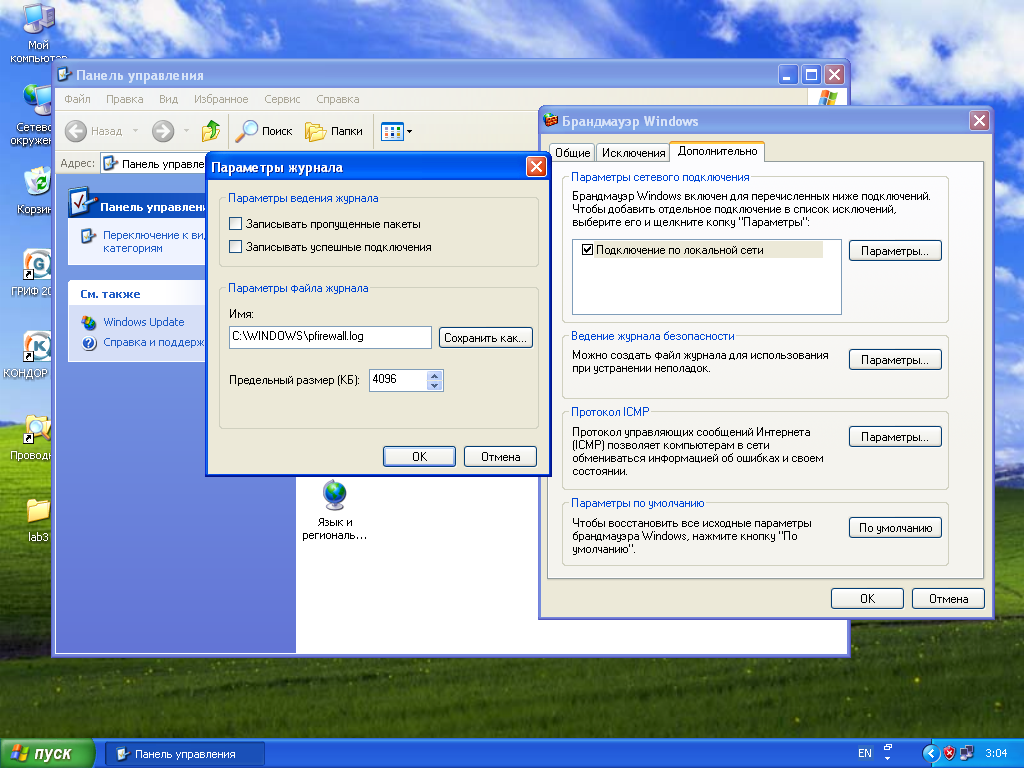 Мой
компьютер
Сетевое
окружен
Корзин
ГРИФ 20
КОНДОР
Проводн
lab3
Панель управления
Файл Правка Вид Избранное Сервис Справка
Назад Поиск Папки
Адрес: Панель управле
Панель управлени
Переключение к ви
категориям
См. также
Windows Update
Справка и поддерж
Язык и
региональ...
Параметры журнала
Параметры ведения журнала
Записывать пропущенные пакеты
Записывать успешные подключения
Параметры файла журнала
Имя:
C:\WINDOWS\pfirewall.log
Сохранить как...
Предельный размер (КБ): 4096
ОК Отмена
Брандмауэр Windows
Общие Исключения Дополнительно
Параметры сетевого подключения
Брандмауэр Windows включен для перечисленных ниже подключений.
Чтобы добавить отдельное подключение в список исключений,
выберите его и щелкните копку "Параметры":
Подключение по локальной сети
Параметры...
Ведение журнала безопасности
Можно создать файл журнала для использования
при устранении неполадок.
Параметры...
Протокол ICMP
Протокол управляющих сообщений Интернета
(ICMP) позволяет компьютерам в сети
обмениваться информацией об ошибках и своем
состоянии.
Параметры...
Параметры по умолчанию
Чтобы восстановить все исходные параметры
брандмауэра Windows, нажмите кнопку "По
умолчанию".
По умолчанию
ОК Отмена
пуск
Панель управления
EN
3:04